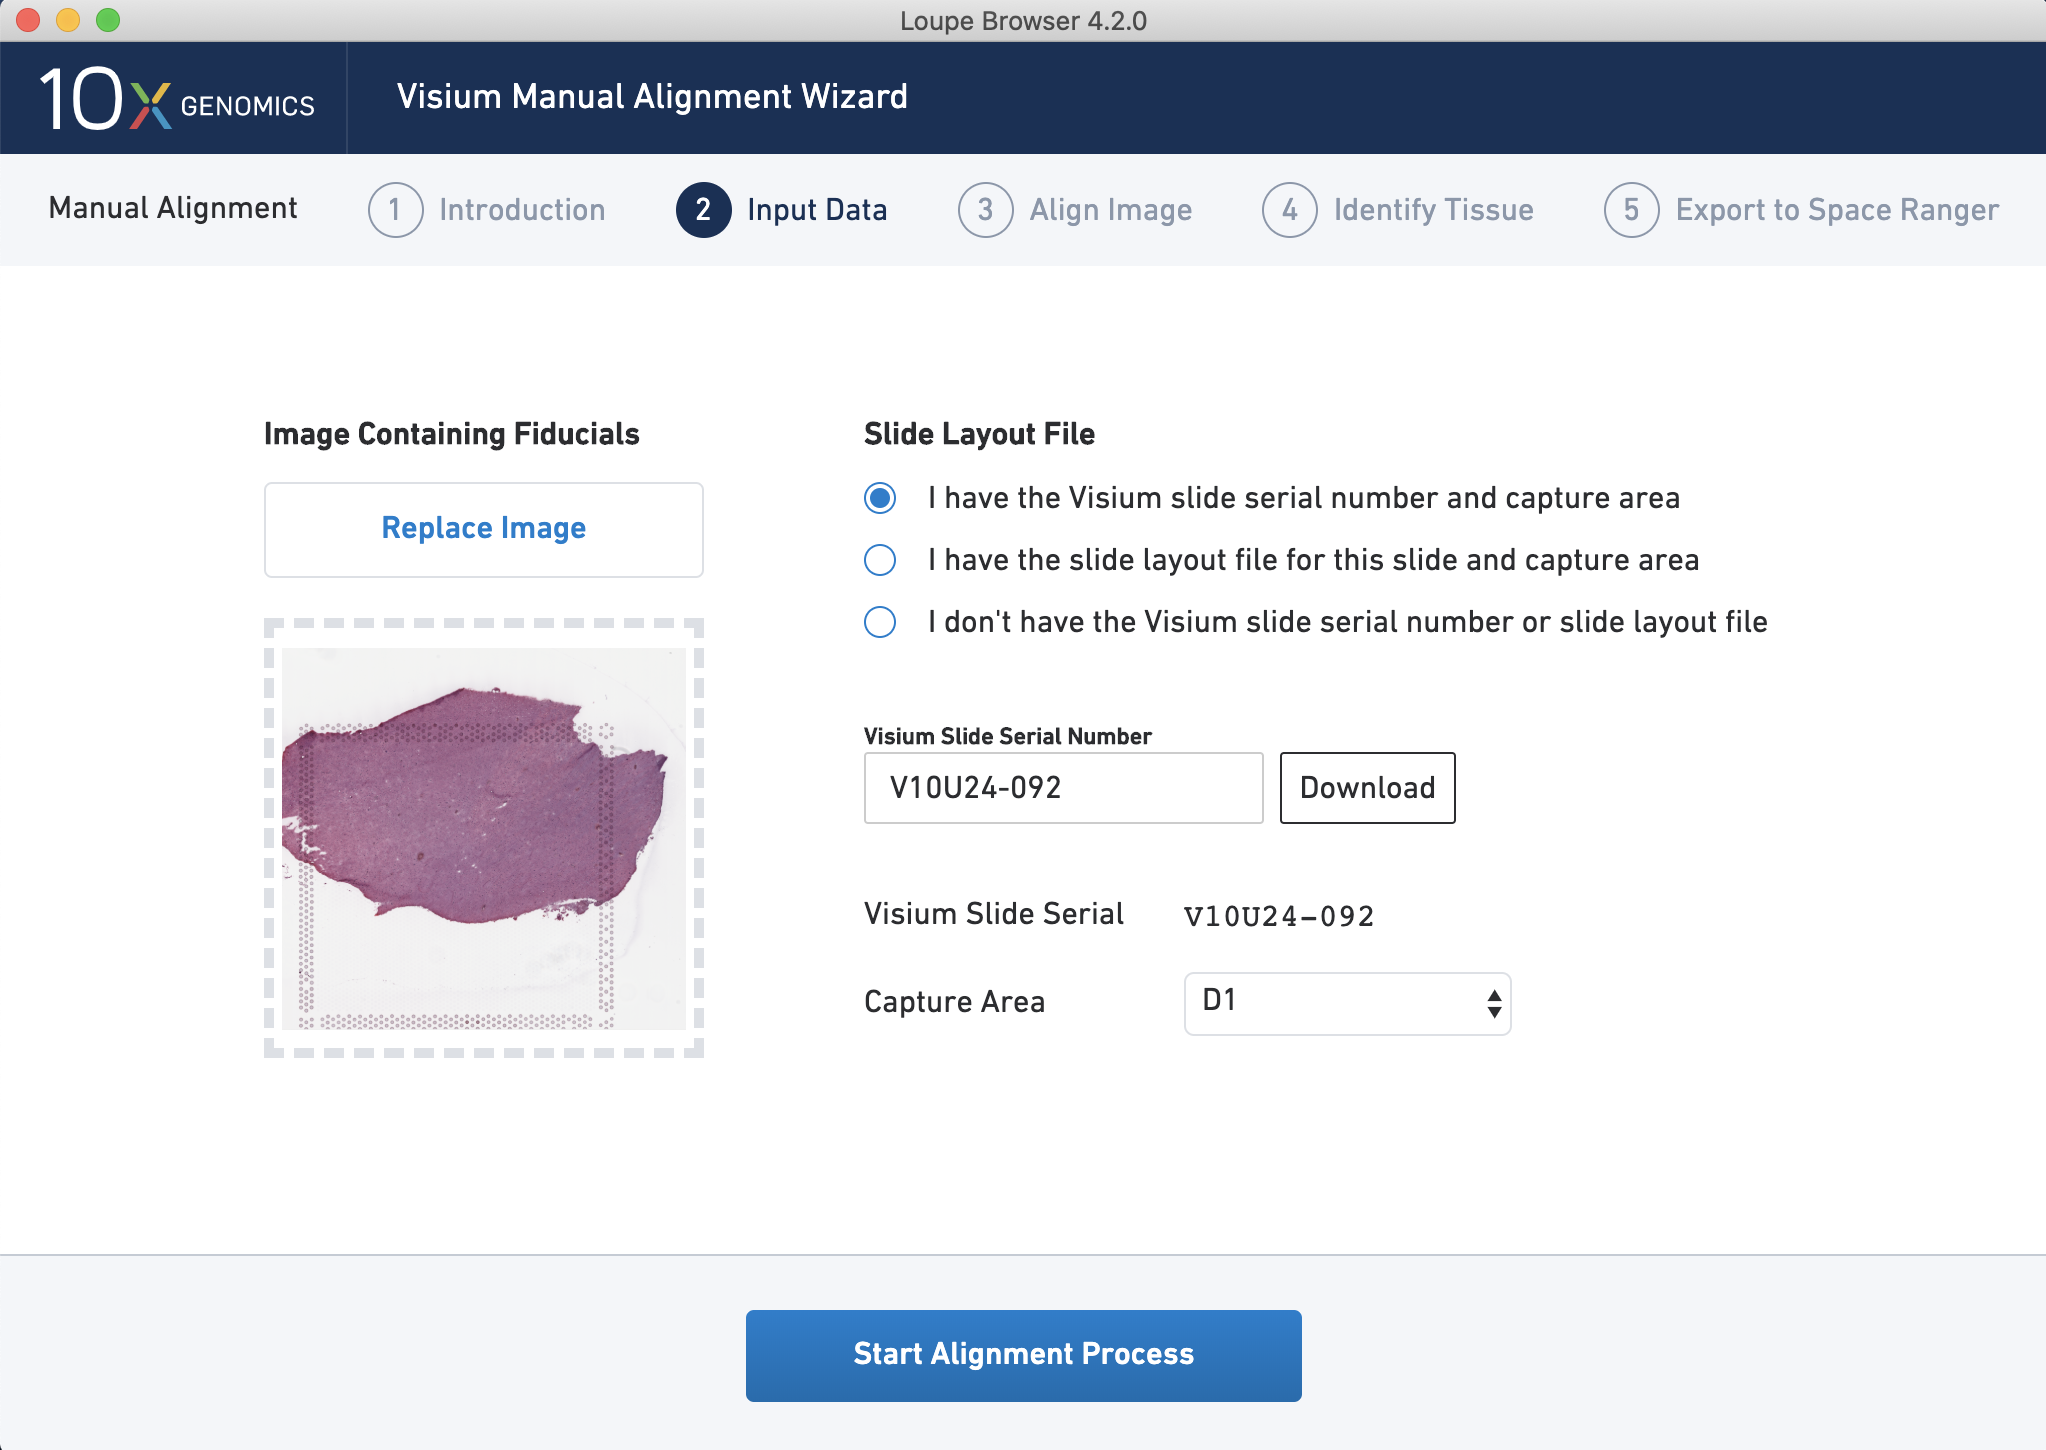 Loupe Browser 4.2.0
10x GENOMICS
Visium Manual Alignment Wizard
Manual Alignment 1 Introduction 2 Input Data 3 Align Image 4 Identify Tissue 5 Export to Space Ranger
Image Containing Fiducials
Replace Image
Slide Layout File
I have the Visium slide serial number and capture area
I have the slide layout file for this slide and capture area
I don't have the Visium slide serial number or slide layout file
Visium Slide Serial Number
V10U24-092 Download
Visium Slide Serial V10U24-092
Capture Area D1
Start Alignment Process